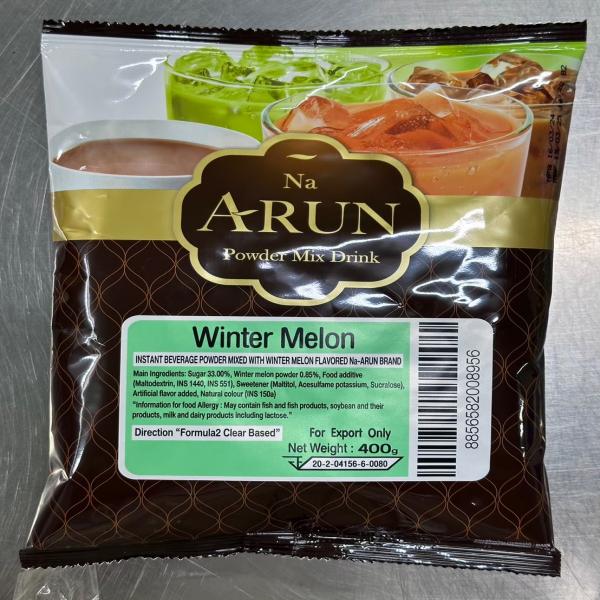 Na
ARUN
Powder Mix Drink
Winter Melon
INSTANT BEVERAGE POWDER MIXED WITH WINTER MELON FLAVORED Na-ARUN BRAND
Main Ingredients: Sugar 33.00%, Winter melon powder 0.85%, Food additive
(Maltodextrin, INS 1440, INS 551), Sweetener (Maltitol, Acesulfame potassium, Sucralose),
Artificial flavor added, Natural colour (INS 150a)
"Information for food Allergy : May contain fish and fish products, soybean and their
products, milk and dairy products including lactose."
Direction "Formula2 Clear Based"
For Export Only
Net Weight : 400g
20-2-04156-6-0080
8856582008956